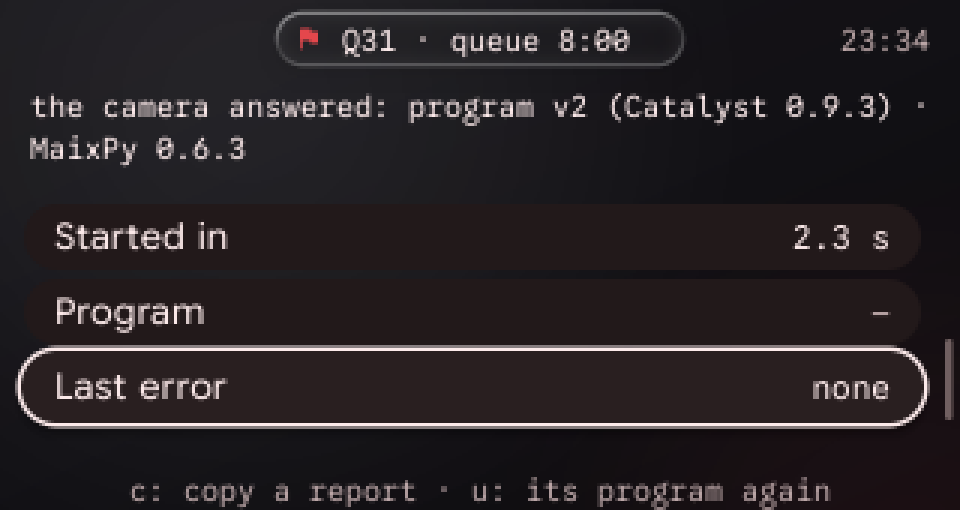 Q31 · queue 8:00
23:34
the camera answered: program v2 (Catalyst 0.9.3) ·
MaixPy 0.6.3
Started in 2.3 s
Program –
Last error none
c: copy a report · u: its program again